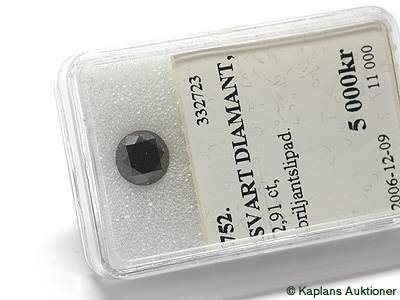 332723
752.
SVART DIAMANT,
2,91 ct,
briljantslipad.
5 000kr
11 000
2006-12-09
© Kaplans Auktioner